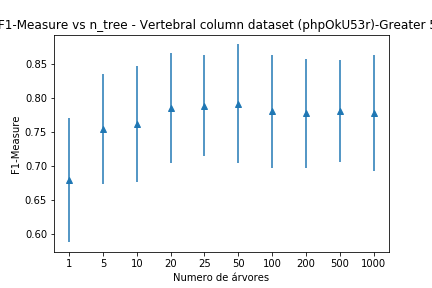 F1-Measure vs n_tree - Vertebral column dataset (phpOkU53r)-Greater 5
0.85
0.80
0.75
0.70
0.65
0.60
F1-Measure
1 5 10 20 25 50 100 200 500 1000
Numero de árvores